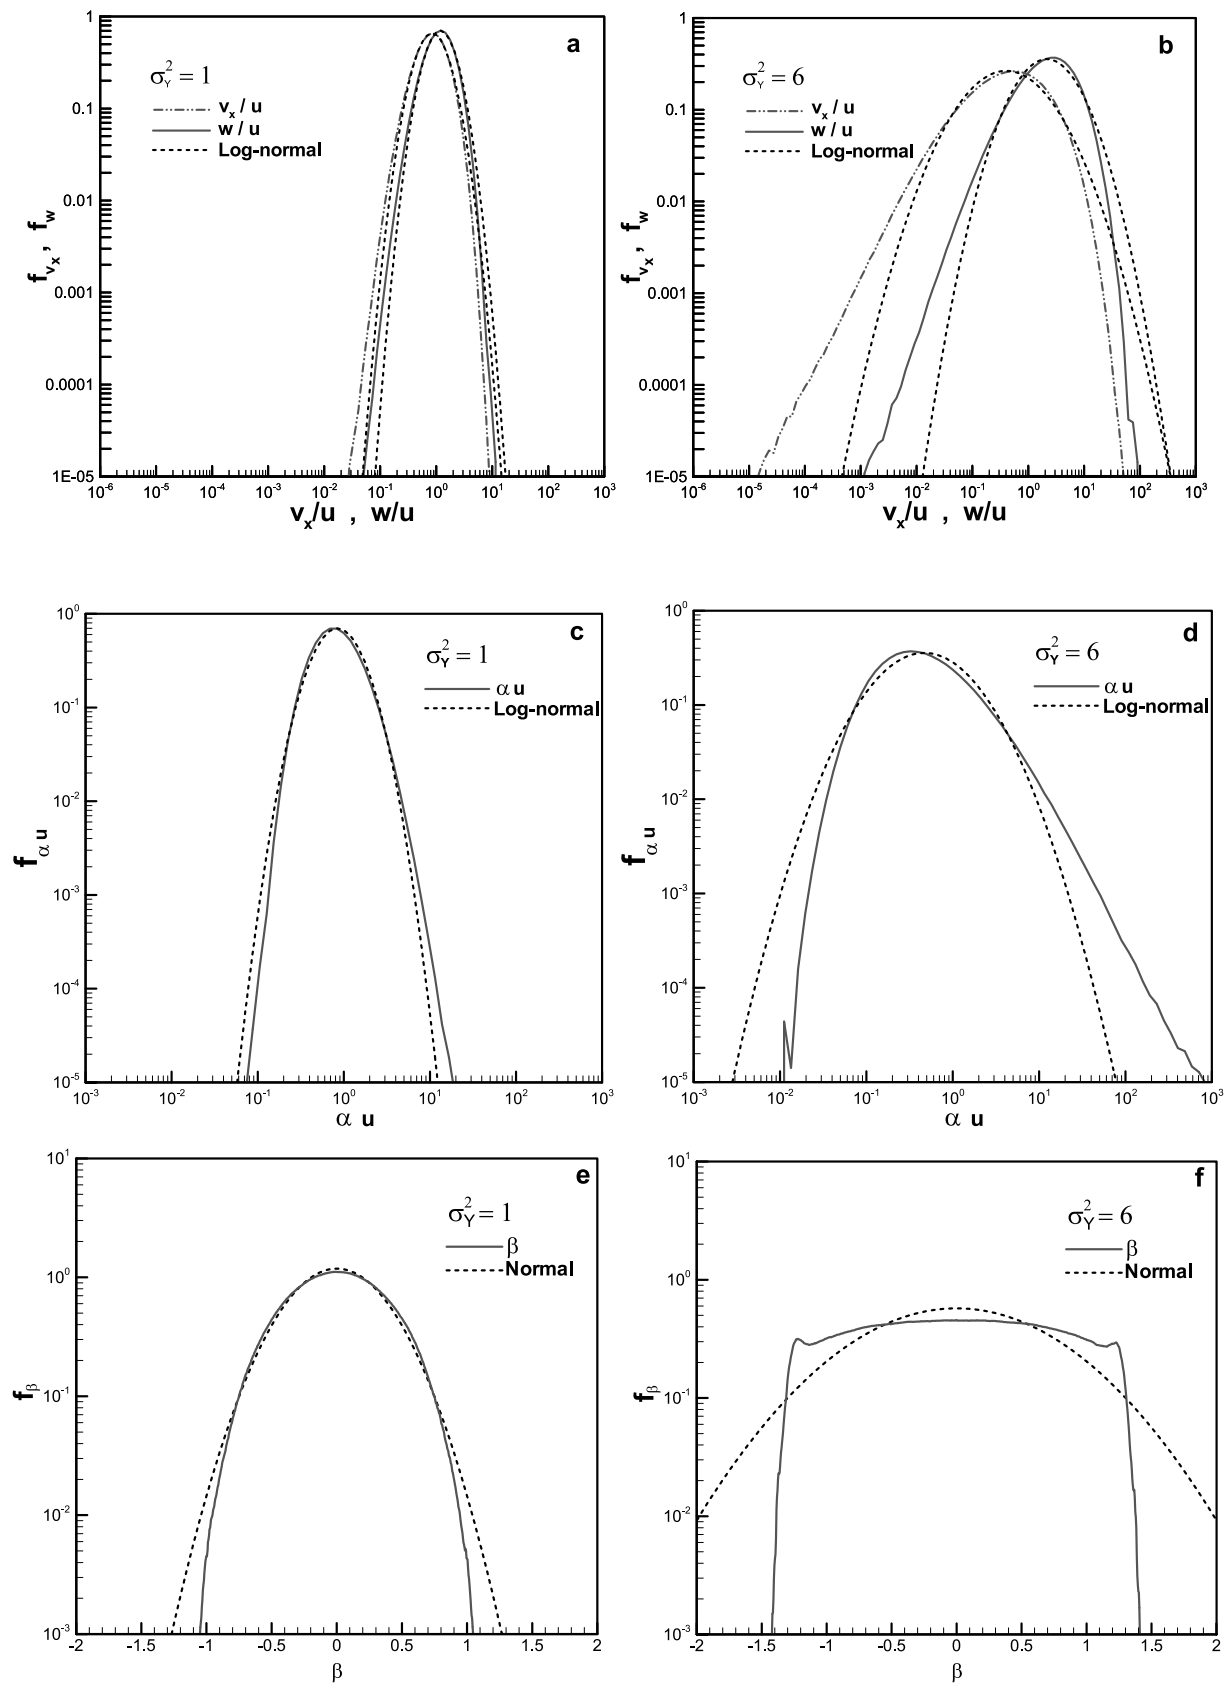 a
σ_Y^2 = 1
v_x / u
w / u
Log-normal
1
0.1
0.01
0.001
0.0001
1E-05
f_{v_x} , f_w
10^-6 10^-5 10^-4 10^-3 10^-2 10^-1 10^0 10^1 10^2 10^3
v_x/u , w/u
b
σ_Y^2 = 6
v_x / u
w / u
Log-normal
1
0.1
0.01
0.001
0.0001
1E-05
f_{v_x} , f_w
10^-6 10^-5 10^-4 10^-3 10^-2 10^-1 10^0 10^1 10^2 10^3
v_x/u , w/u
c
σ_Y^2 = 1
α u
Log-normal
10^0
10^-1
10^-2
10^-3
10^-4
10^-5
f_{α u}
10^-3 10^-2 10^-1 10^0 10^1 10^2 10^3
α u
d
σ_Y^2 = 6
α u
Log-normal
10^0
10^-1
10^-2
10^-3
10^-4
10^-5
f_{α u}
10^-3 10^-2 10^-1 10^0 10^1 10^2 10^3
α u
e
σ_Y^2 = 1
β
Normal
10^1
10^0
10^-1
10^-2
10^-3
f_β
-2 -1.5 -1 -0.5 0 0.5 1 1.5 2
β
f
σ_Y^2 = 6
β
Normal
10^1
10^0
10^-1
10^-2
10^-3
f_β
-2 -1.5 -1 -0.5 0 0.5 1 1.5 2
β